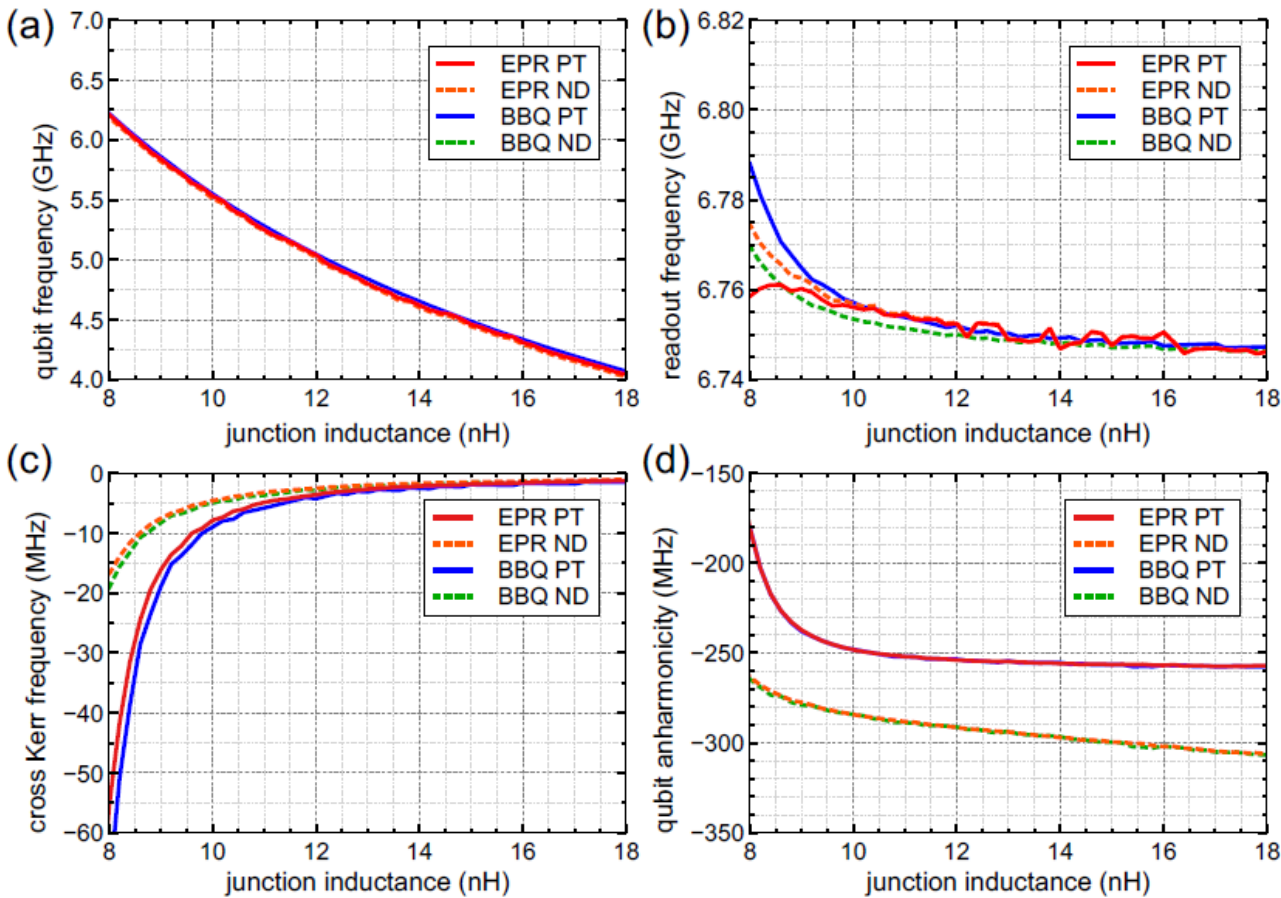 (a)
7.0
6.5
6.0
5.5
5.0
4.5
4.0
qubit frequency (GHz)
EPR PT
EPR ND
BBQ PT
BBQ ND
8 10 12 14 16 18
junction inductance (nH)
(b)
6.82
6.80
6.78
6.76
6.74
readout frequency (GHz)
EPR PT
EPR ND
BBQ PT
BBQ ND
8 10 12 14 16 18
junction inductance (nH)
(c)
0
−10
−20
−30
−40
−50
−60
cross Kerr frequency (MHz)
EPR PT
EPR ND
BBQ PT
BBQ ND
8 10 12 14 16 18
junction inductance (nH)
(d)
−150
−200
−250
−300
−350
qubit anharmonicity (MHz)
EPR PT
EPR ND
BBQ PT
BBQ ND
8 10 12 14 16 18
junction inductance (nH)